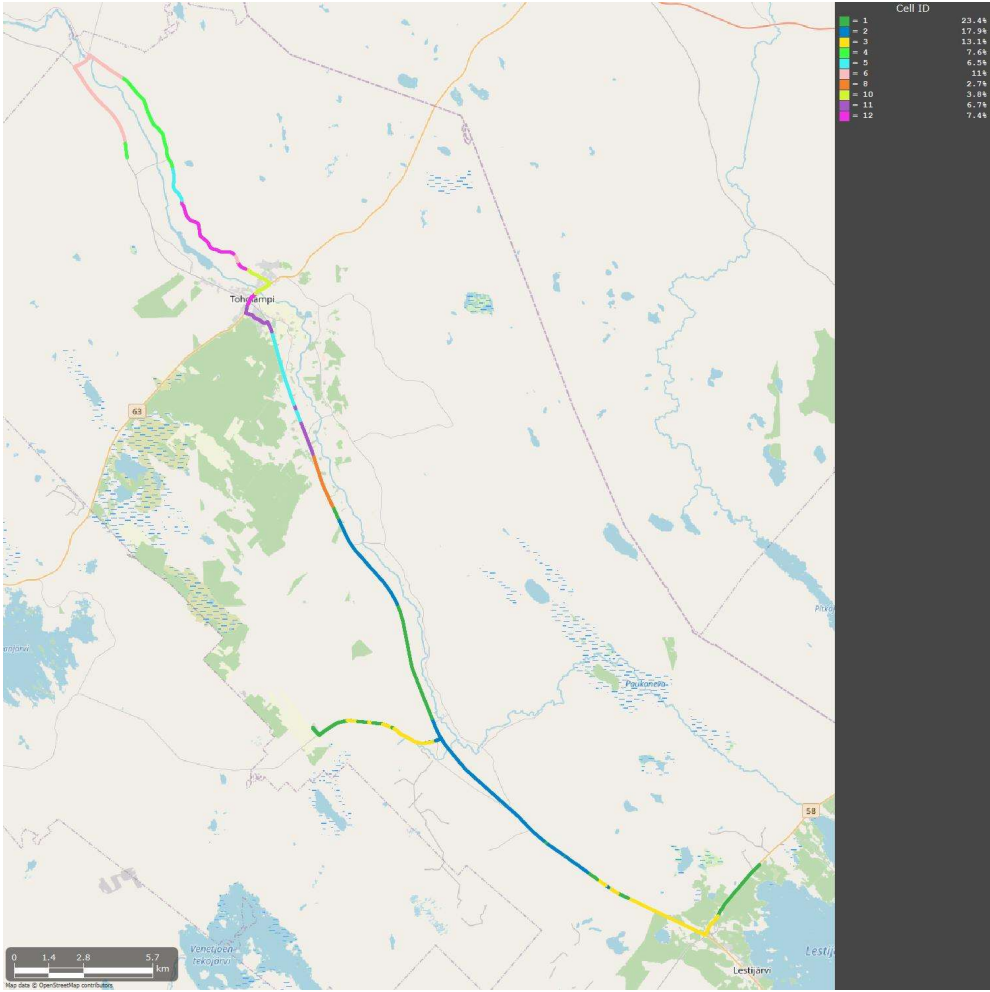 Cell ID
= 1 23.4%
= 2 17.9%
= 3 13.1%
= 4 7.6%
= 5 6.5%
= 6 11%
= 8 2.7%
= 10 3.8%
= 11 6.7%
= 12 7.4%
63
58
Paukaneva
Venetjoen
tekojärvi
Lestijärvi
0 1.4 2.8 5.7
km
Map data © OpenStreetMap contributors